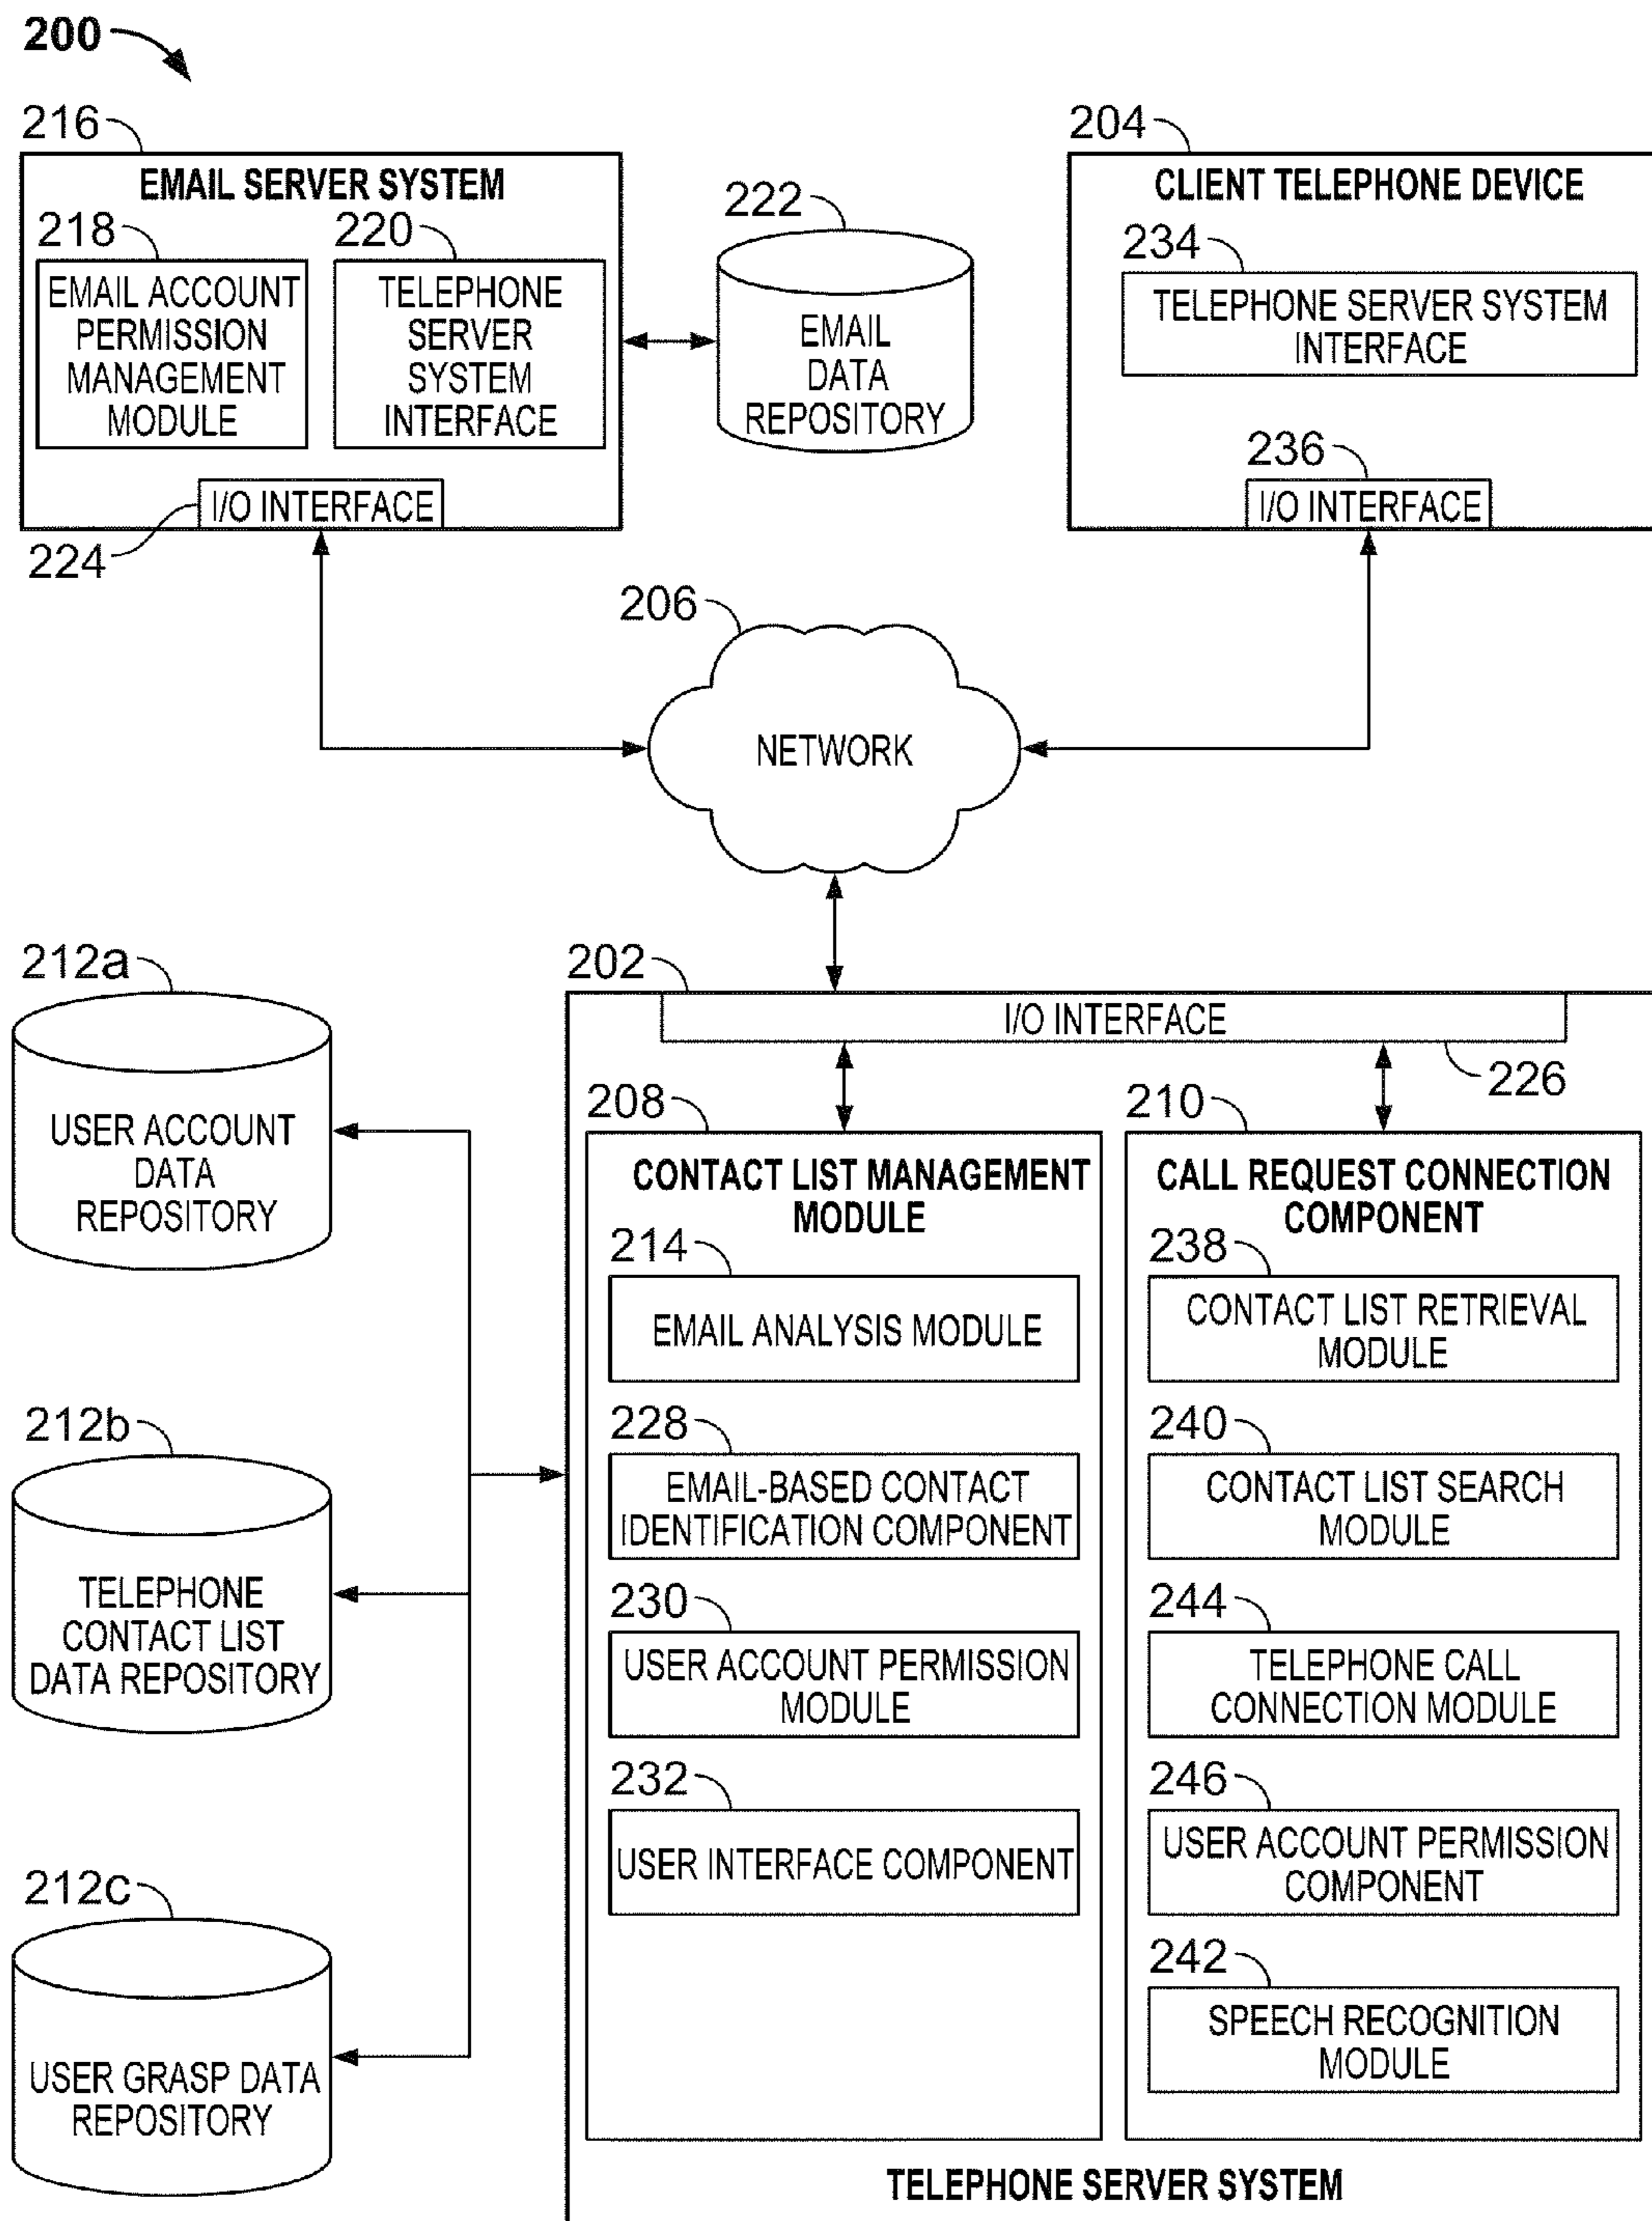 200
216
EMAIL SERVER SYSTEM
218
EMAIL ACCOUNT
PERMISSION
MANAGEMENT
MODULE
220
TELEPHONE
SERVER
SYSTEM
INTERFACE
I/O INTERFACE
224
222
EMAIL
DATA
REPOSITORY
204
CLIENT TELEPHONE DEVICE
234
TELEPHONE SERVER SYSTEM
INTERFACE
236
I/O INTERFACE
206
NETWORK
212a
USER ACCOUNT
DATA
REPOSITORY
212b
TELEPHONE
CONTACT LIST
DATA REPOSITORY
212c
USER GRASP DATA
REPOSITORY
202
I/O INTERFACE
226
208
CONTACT LIST MANAGEMENT
MODULE
214
EMAIL ANALYSIS MODULE
228
EMAIL-BASED CONTACT
IDENTIFICATION COMPONENT
230
USER ACCOUNT PERMISSION
MODULE
232
USER INTERFACE COMPONENT
210
CALL REQUEST CONNECTION
COMPONENT
238
CONTACT LIST RETRIEVAL
MODULE
240
CONTACT LIST SEARCH
MODULE
244
TELEPHONE CALL
CONNECTION MODULE
246
USER ACCOUNT PERMISSION
COMPONENT
242
SPEECH RECOGNITION
MODULE
TELEPHONE SERVER SYSTEM